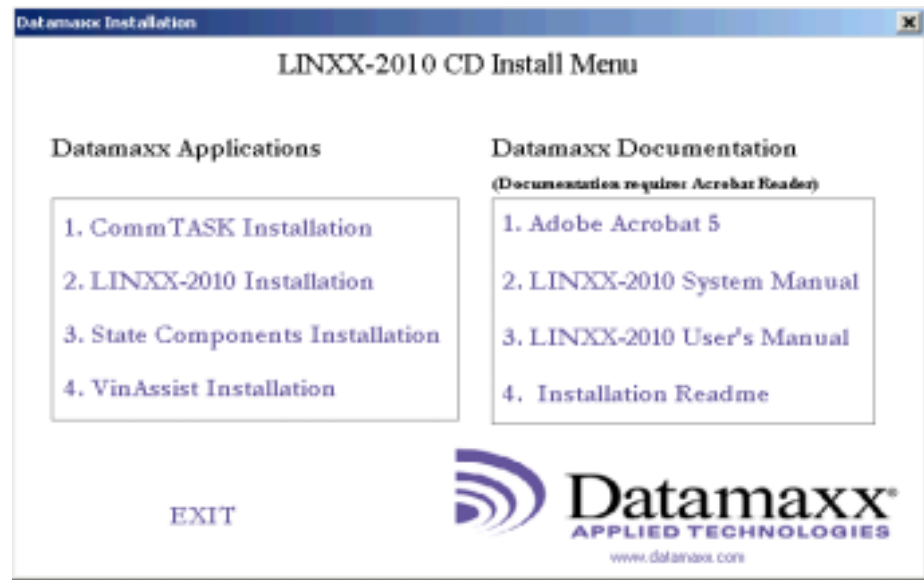 Datamaxx Installation
LINXX-2010 CD Install Menu
Datamaxx Applications
1. CommTASK Installation
2. LINXX-2010 Installation
3. State Components Installation
4. VinAssist Installation
EXIT
Datamaxx Documentation
(Documentation requires Acrobat Reader)
1. Adobe Acrobat 5
2. LINXX-2010 System Manual
3. LINXX-2010 User's Manual
4. Installation Readme
Datamaxx®
APPLIED TECHNOLOGIES
www.datamaxx.com